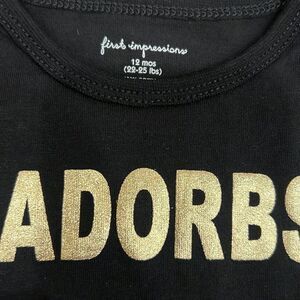 first impressions
12 mos
(22-25 lbs)
ADORBS